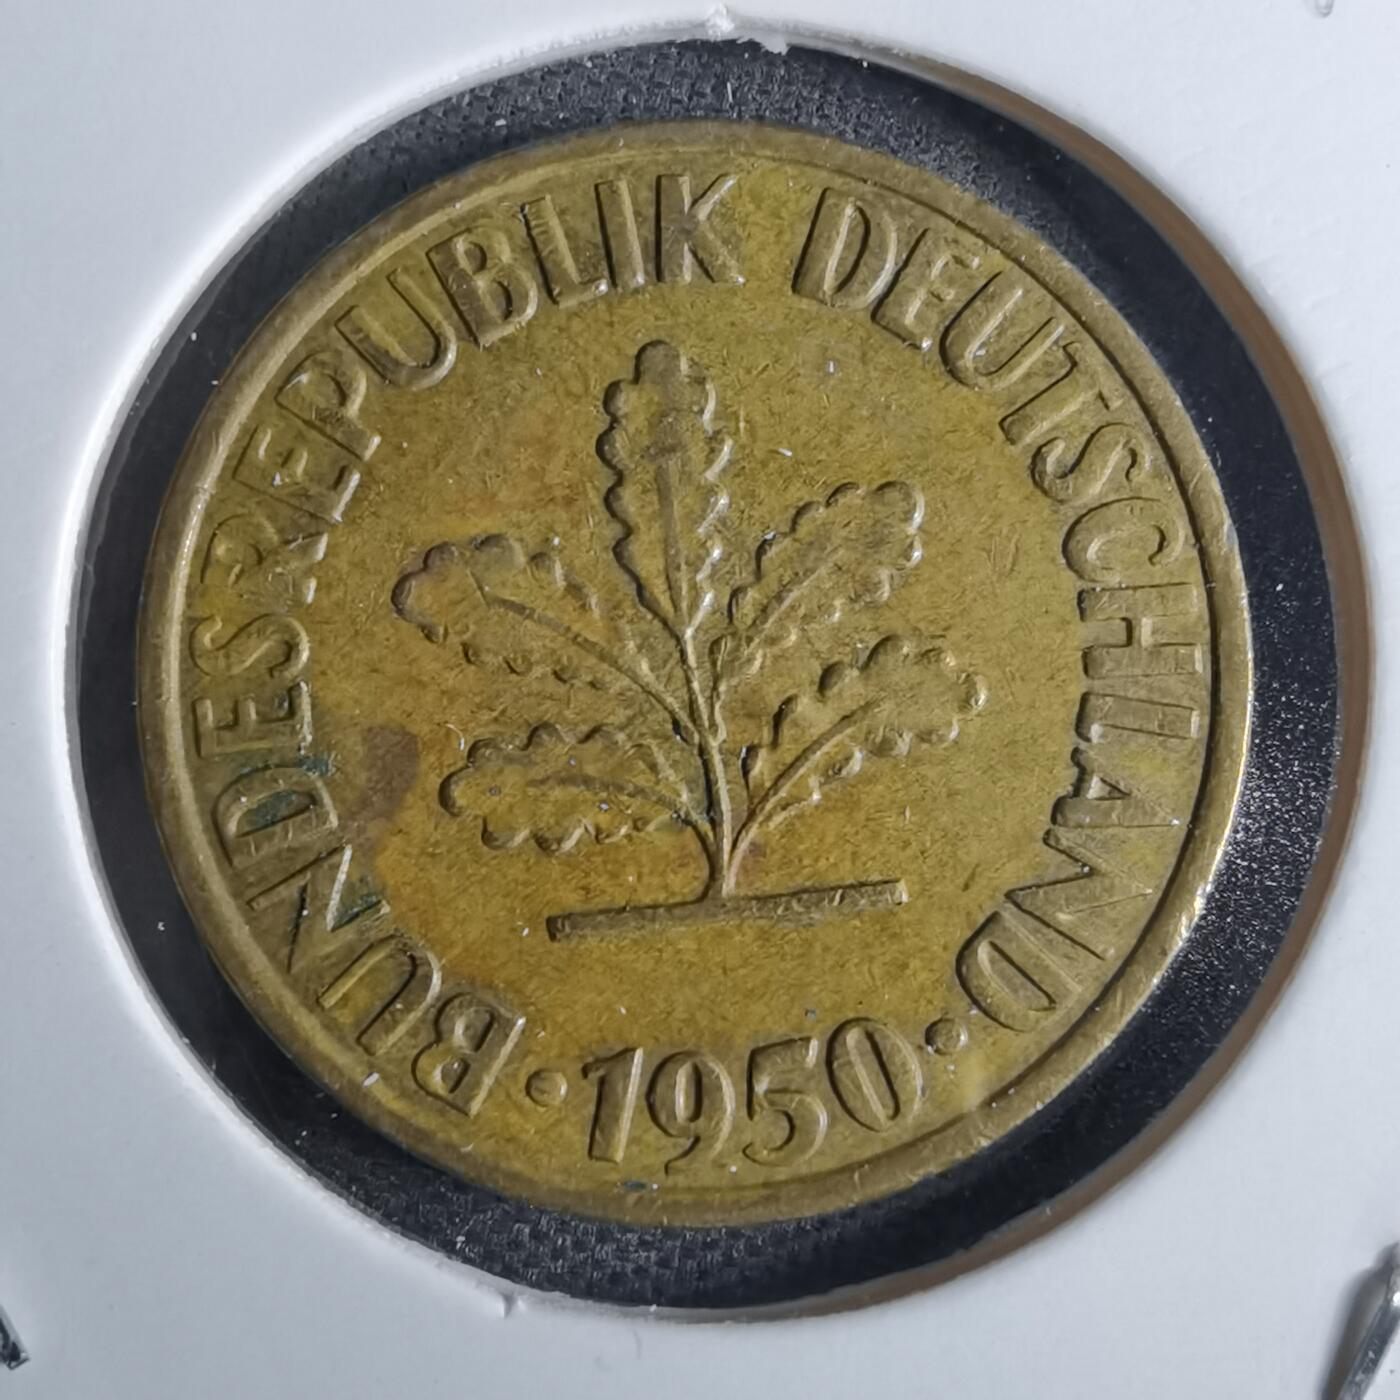 BUNDESREPUBLIK DEUTSCHLAND
· 1950 ·